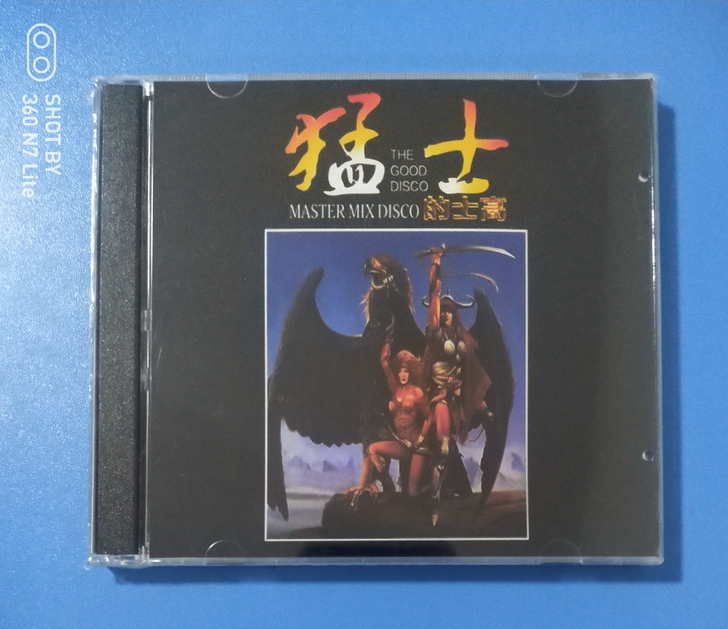 猛士
THE
GOOD
DISCO
MASTER MIX DISCO 的士高
SHOT BY
360 N7 Lite